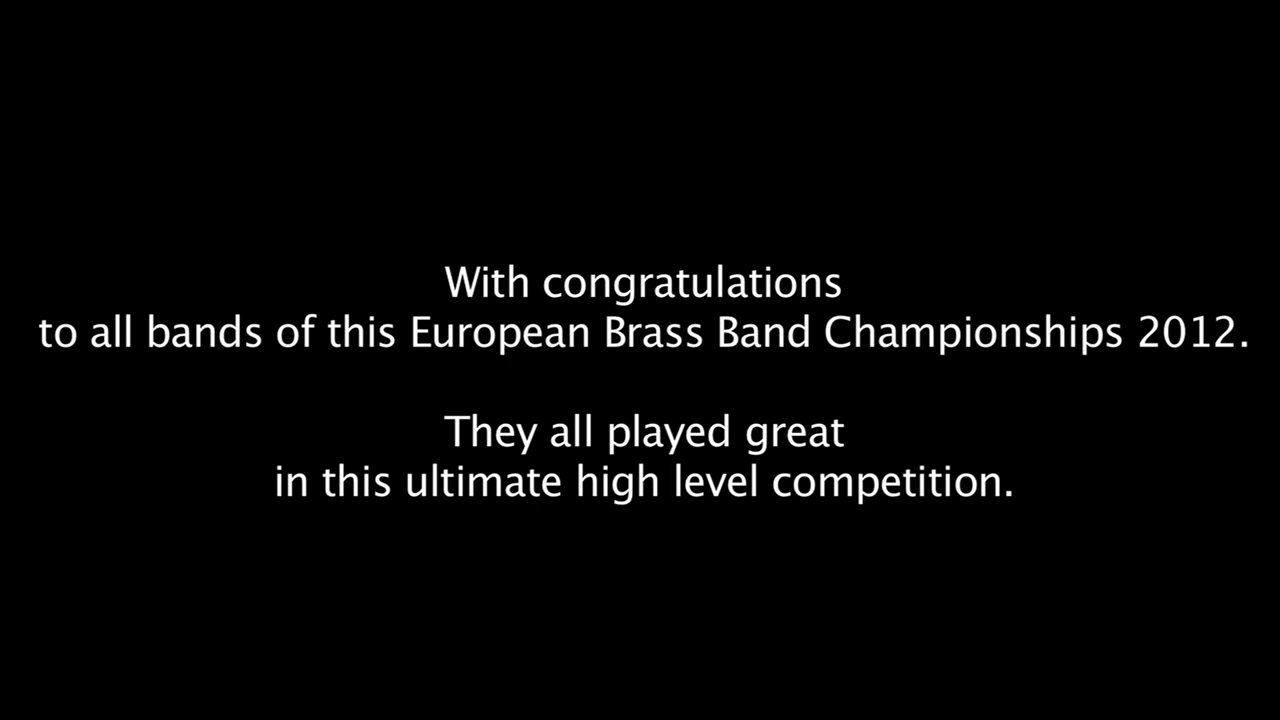 With congratulations
to all bands of this European Brass Band Championships 2012.
They all played great
in this ultimate high level competition.